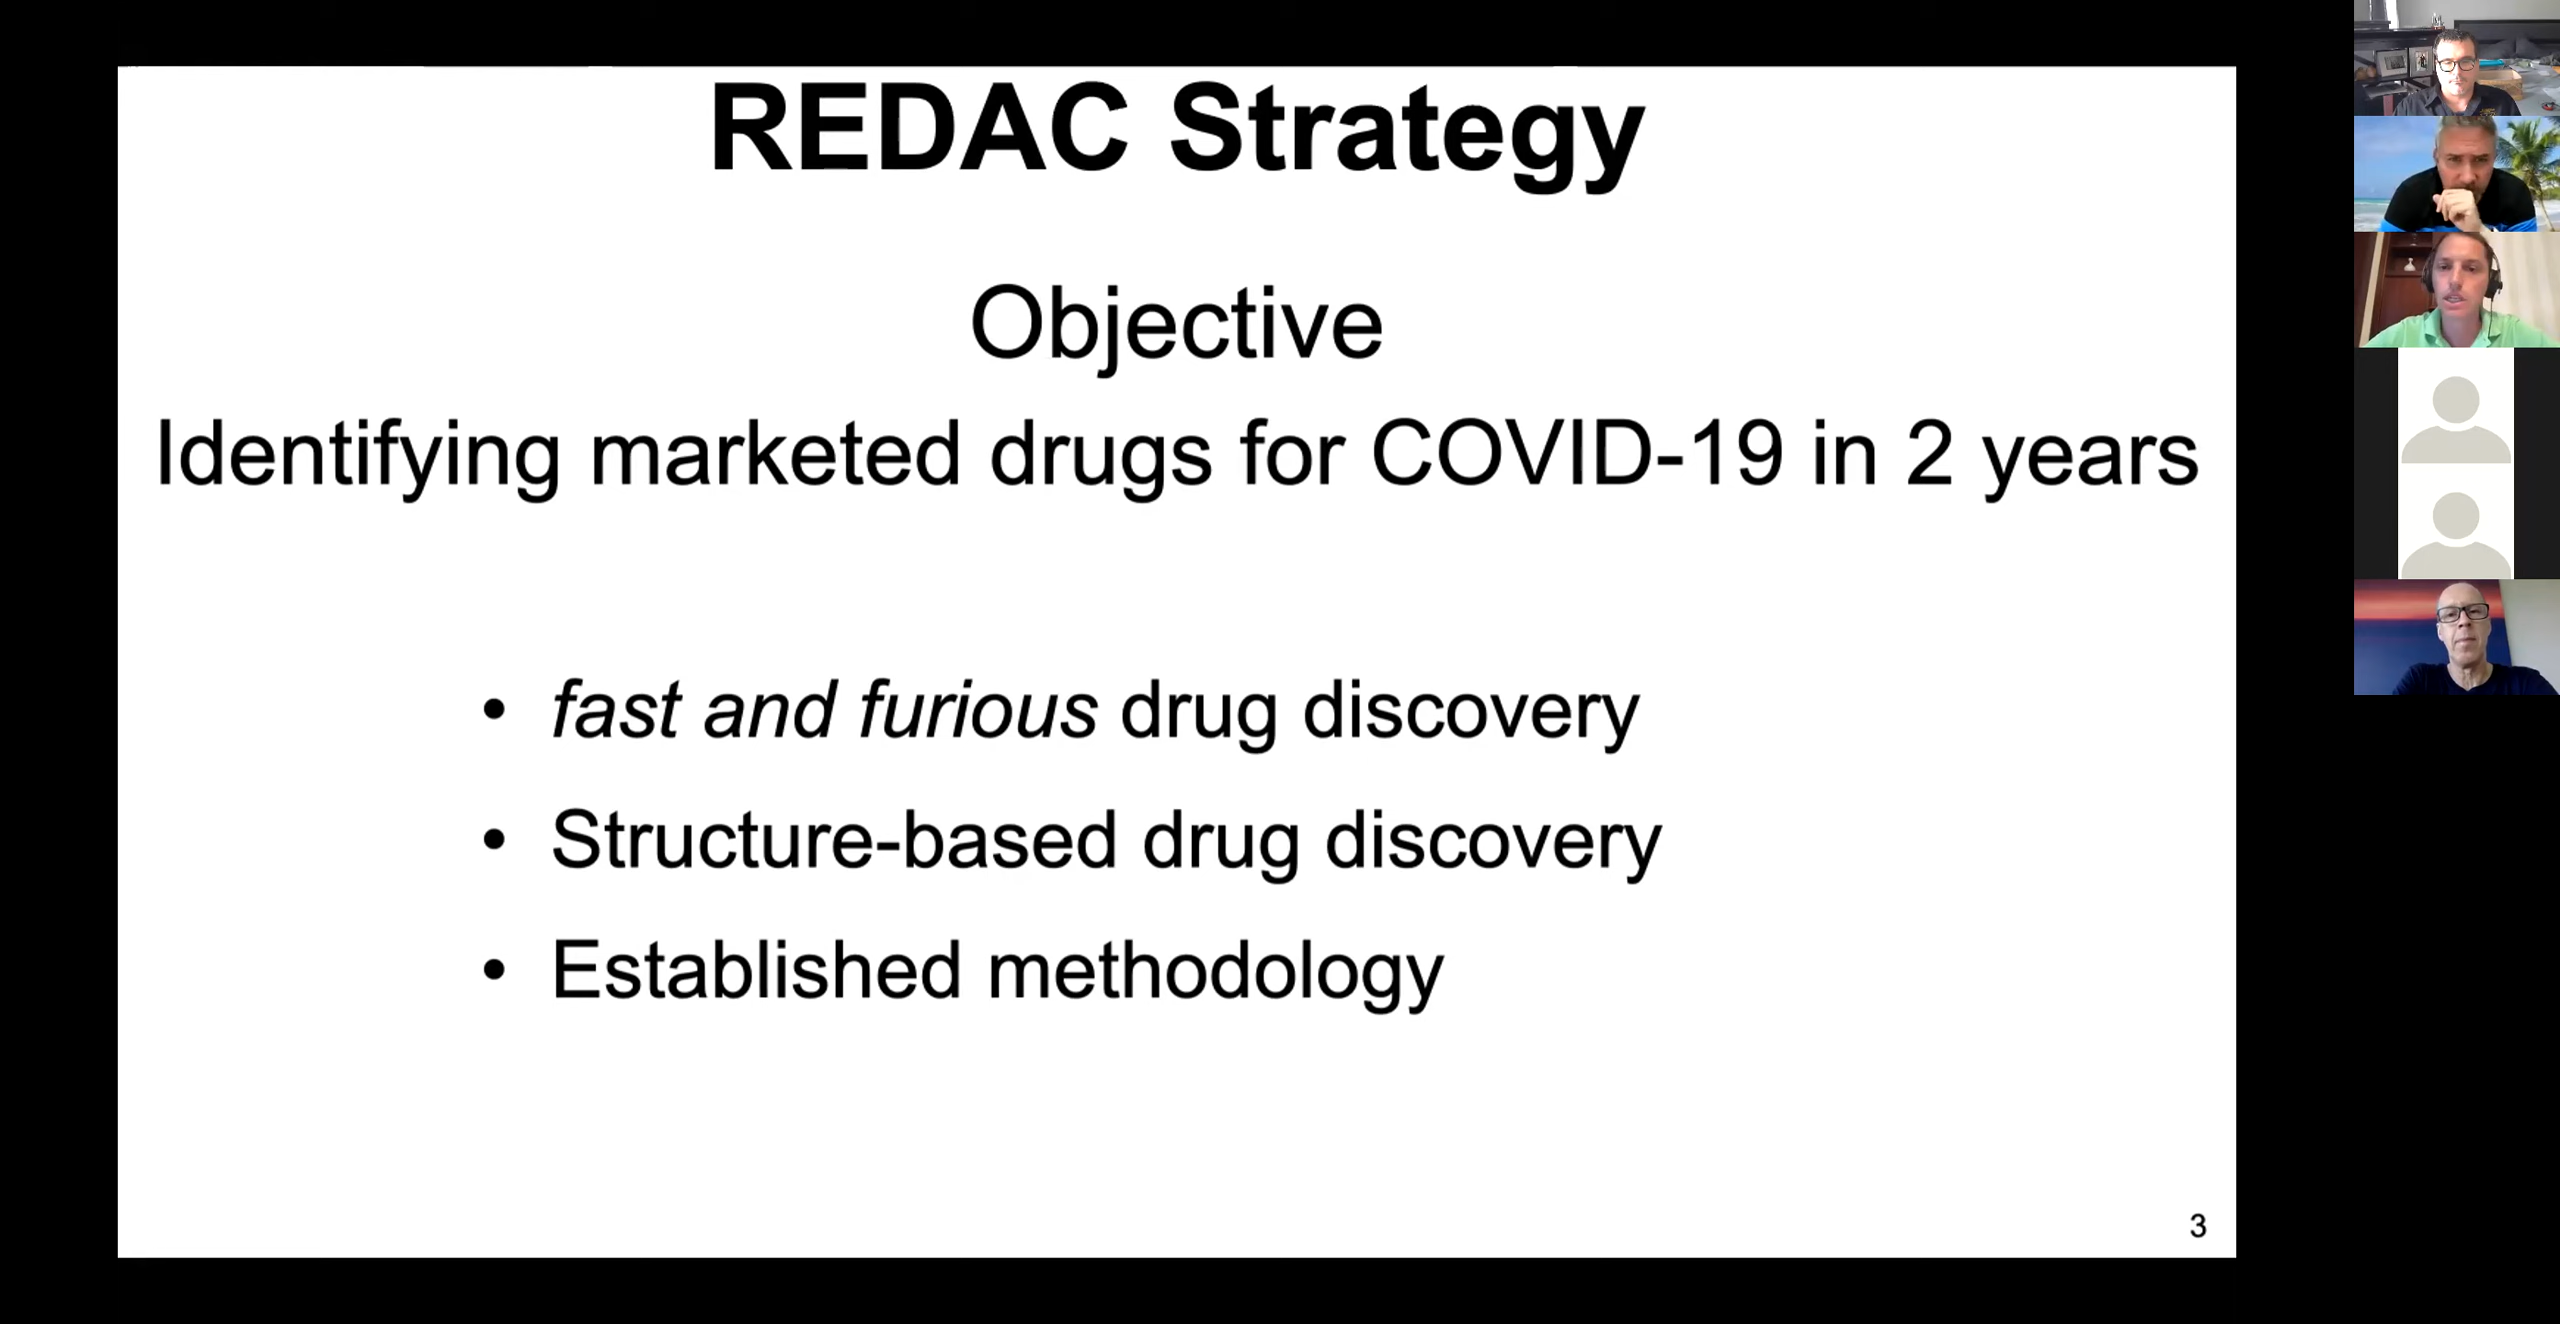 REDAC Strategy
Objective
Identifying marketed drugs for COVID-19 in 2 years
• fast and furious drug discovery
• Structure-based drug discovery
• Established methodology
3